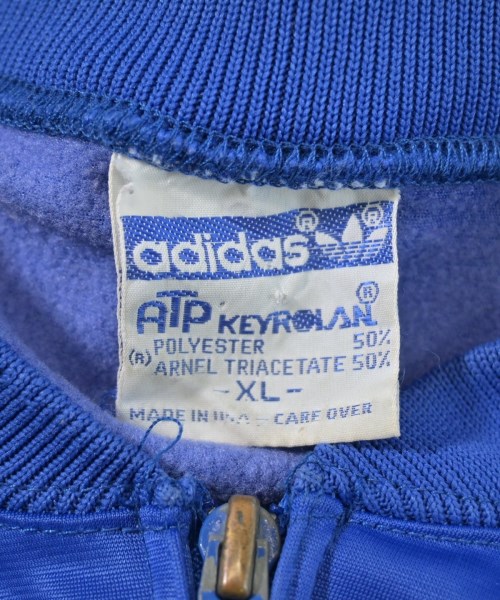 adidas®
ATP KEYROLAN®
POLYESTER 50%
(R) ARNEL TRIACETATE 50%
-XL-
MADE IN USA - CARE OVER